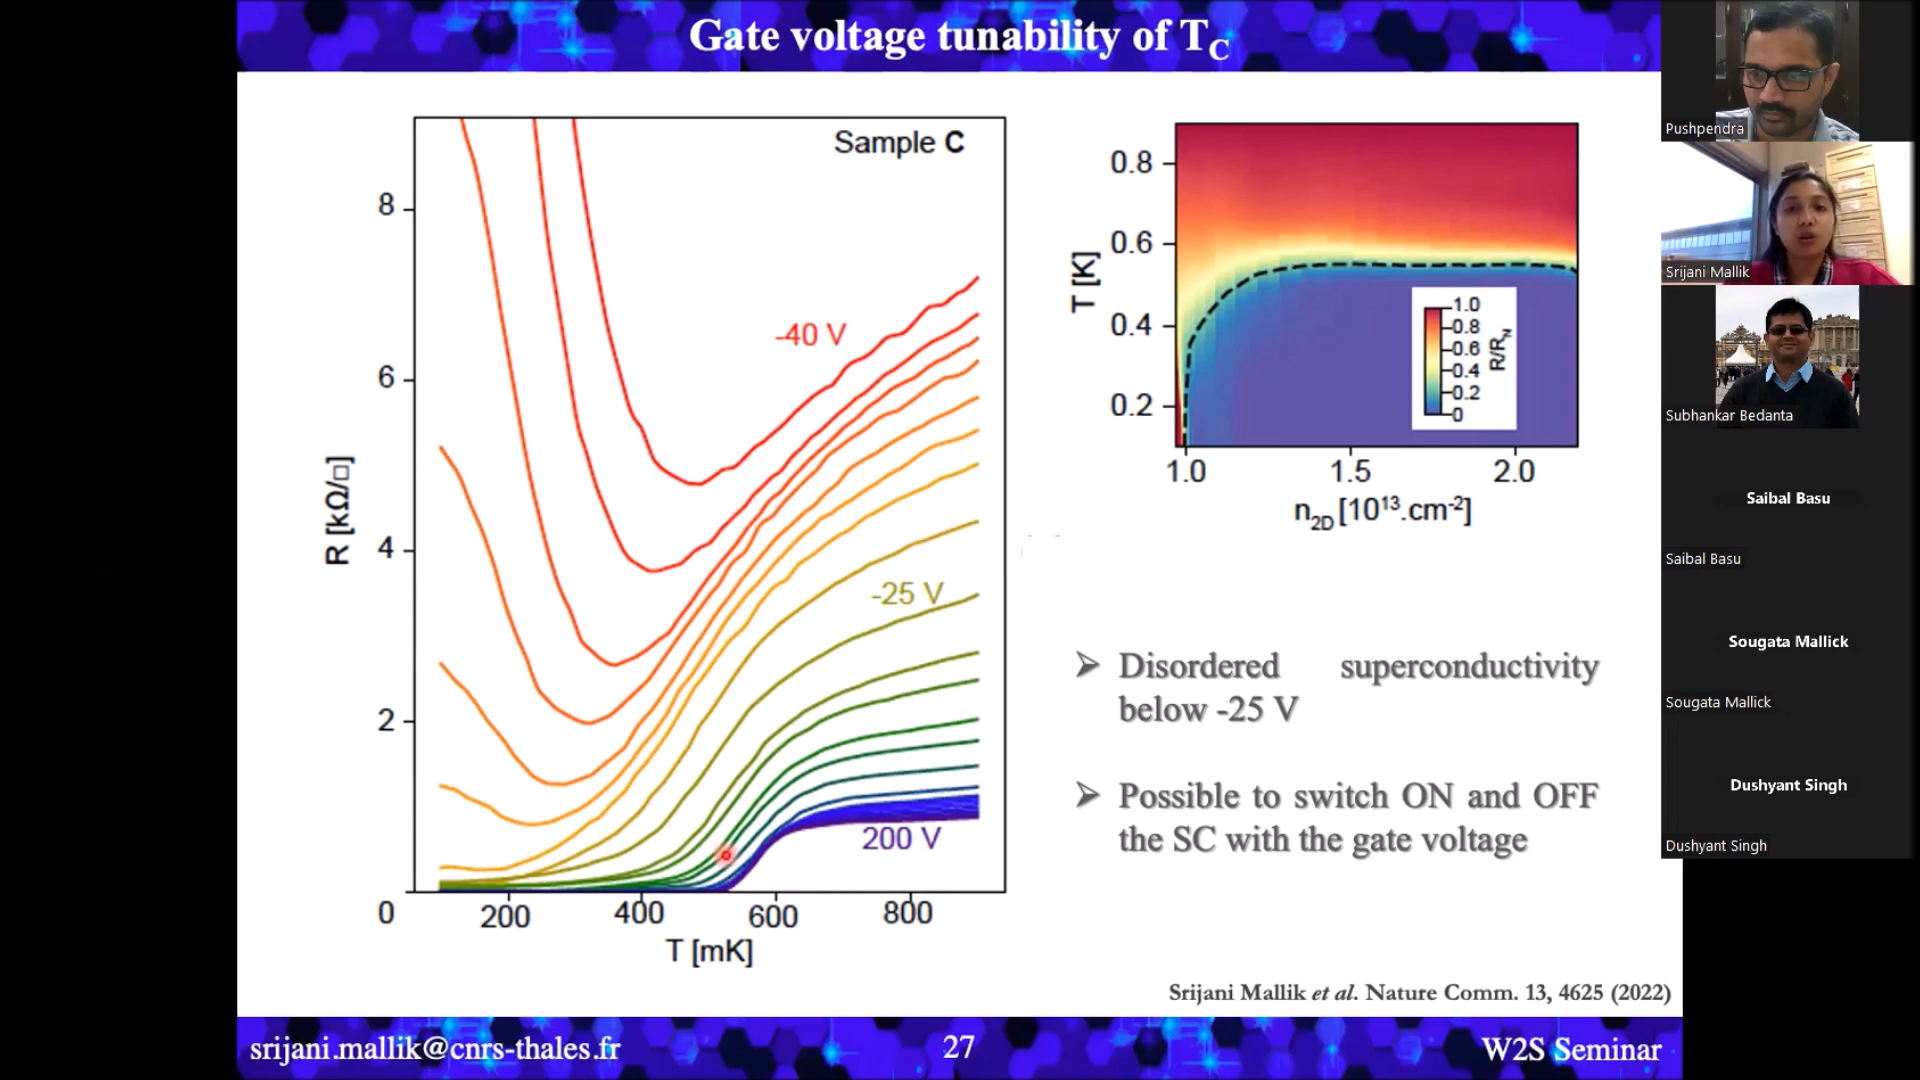 Gate voltage tunability of TC
Sample C
8
6
4
2
0
R [kΩ/□]
-40 V
-25 V
200 V
200
400
600
800
T [mK]
0.8
0.6
0.4
0.2
T [K]
1.0
0.8
0.6
0.4
0.2
0
R/RN
1.0
1.5
2.0
n2D [10^13.cm^-2]
➢ Disordered superconductivity
below -25 V
➢ Possible to switch ON and OFF
the SC with the gate voltage
Srijani Mallik et al. Nature Comm. 13, 4625 (2022)
srijani.mallik@cnrs-thales.fr
27
W2S Seminar
Pushpendra
Srijani Mallik
Subhankar Bedanta
Saibal Basu
Saibal Basu
Sougata Mallick
Sougata Mallick
Dushyant Singh
Dushyant Singh